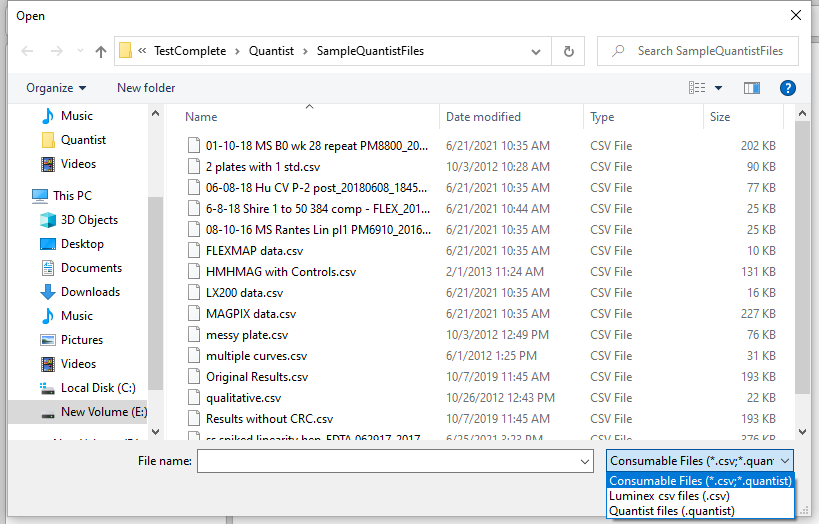 Open
« TestComplete › Quantist › SampleQuantistFiles
Search SampleQuantistFiles
Organize
New folder
Music
Quantist
Videos
This PC
3D Objects
Desktop
Documents
Downloads
Music
Pictures
Videos
Local Disk (C:)
New Volume (E:)
Name Date modified Type Size
01-10-18 MS B0 wk 28 repeat PM8800_20... 6/21/2021 10:35 AM CSV File 202 KB
2 plates with 1 std.csv 10/3/2012 10:28 AM CSV File 90 KB
06-08-18 Hu CV P-2 post_20180608_1845... 6/21/2021 10:35 AM CSV File 77 KB
6-8-18 Shire 1 to 50 384 comp - FLEX_201... 6/21/2021 10:44 AM CSV File 25 KB
08-10-16 MS Rantes Lin pl1 PM6910_2016... 6/21/2021 10:35 AM CSV File 25 KB
FLEXMAP data.csv 6/21/2021 10:35 AM CSV File 10 KB
HMHMAG with Controls.csv 2/1/2013 11:24 AM CSV File 131 KB
LX200 data.csv 6/21/2021 10:35 AM CSV File 16 KB
MAGPIX data.csv 6/21/2021 10:35 AM CSV File 227 KB
messy plate.csv 10/3/2012 12:49 PM CSV File 76 KB
multiple curves.csv 6/1/2012 1:25 PM CSV File 31 KB
Original Results.csv 10/7/2019 11:45 AM CSV File 193 KB
qualitative.csv 10/26/2012 12:43 PM CSV File 22 KB
Results without CRC.csv 10/7/2019 11:45 AM CSV File 193 KB
ss spiked linearity hep_EDTA 062917_2017... 6/25/2021 3:23 PM CSV File 376 KB
File name:
Consumable Files (*.csv;*.quant
Consumable Files (*.csv;*.quantist)
Luminex csv files (.csv)
Quantist files (.quantist)